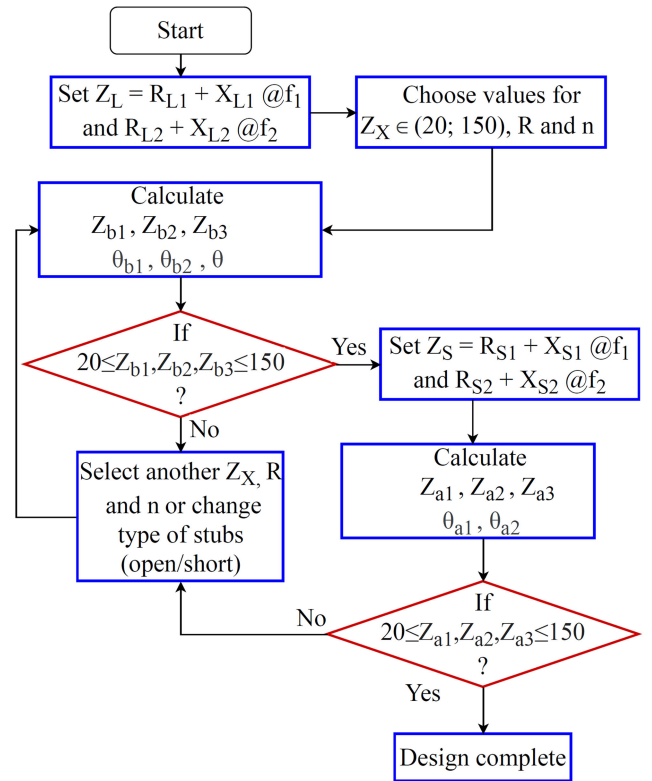 Start
Set Z_L = R_L1 + X_L1 @f_1
and R_L2 + X_L2 @f_2
Choose values for
Z_X ∈ (20; 150), R and n
Calculate
Z_b1 , Z_b2 , Z_b3
θ_b1 , θ_b2 , θ
If
20≤Z_b1,Z_b2,Z_b3≤150
?
Yes
No
Set Z_S = R_S1 + X_S1 @f_1
and R_S2 + X_S2 @f_2
Calculate
Z_a1 , Z_a2 , Z_a3
θ_a1 , θ_a2
Select another Z_X, R
and n or change
type of stubs
(open/short)
If
20≤Z_a1,Z_a2,Z_a3≤150
?
No
Yes
Design complete